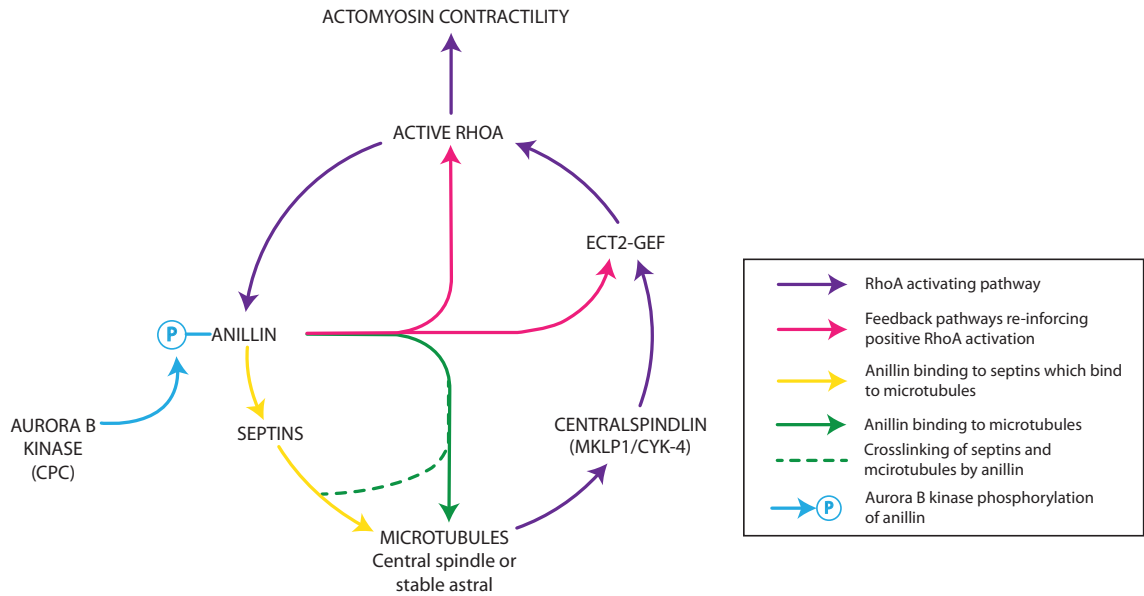 ACTOMYOSIN CONTRACTILITY
ACTIVE RHOA
ECT2-GEF
P
ANILLIN
AURORA B
KINASE
(CPC)
SEPTINS
CENTRALSPINDLIN
(MKLP1/CYK-4)
MICROTUBULES
Central spindle or
stable astral
RhoA activating pathway
Feedback pathways re-inforcing
positive RhoA activation
Anillin binding to septins which bind
to microtubules
Anillin binding to microtubules
Crosslinking of septins and
mcirotubules by anillin
P
Aurora B kinase phosphorylation
of anillin